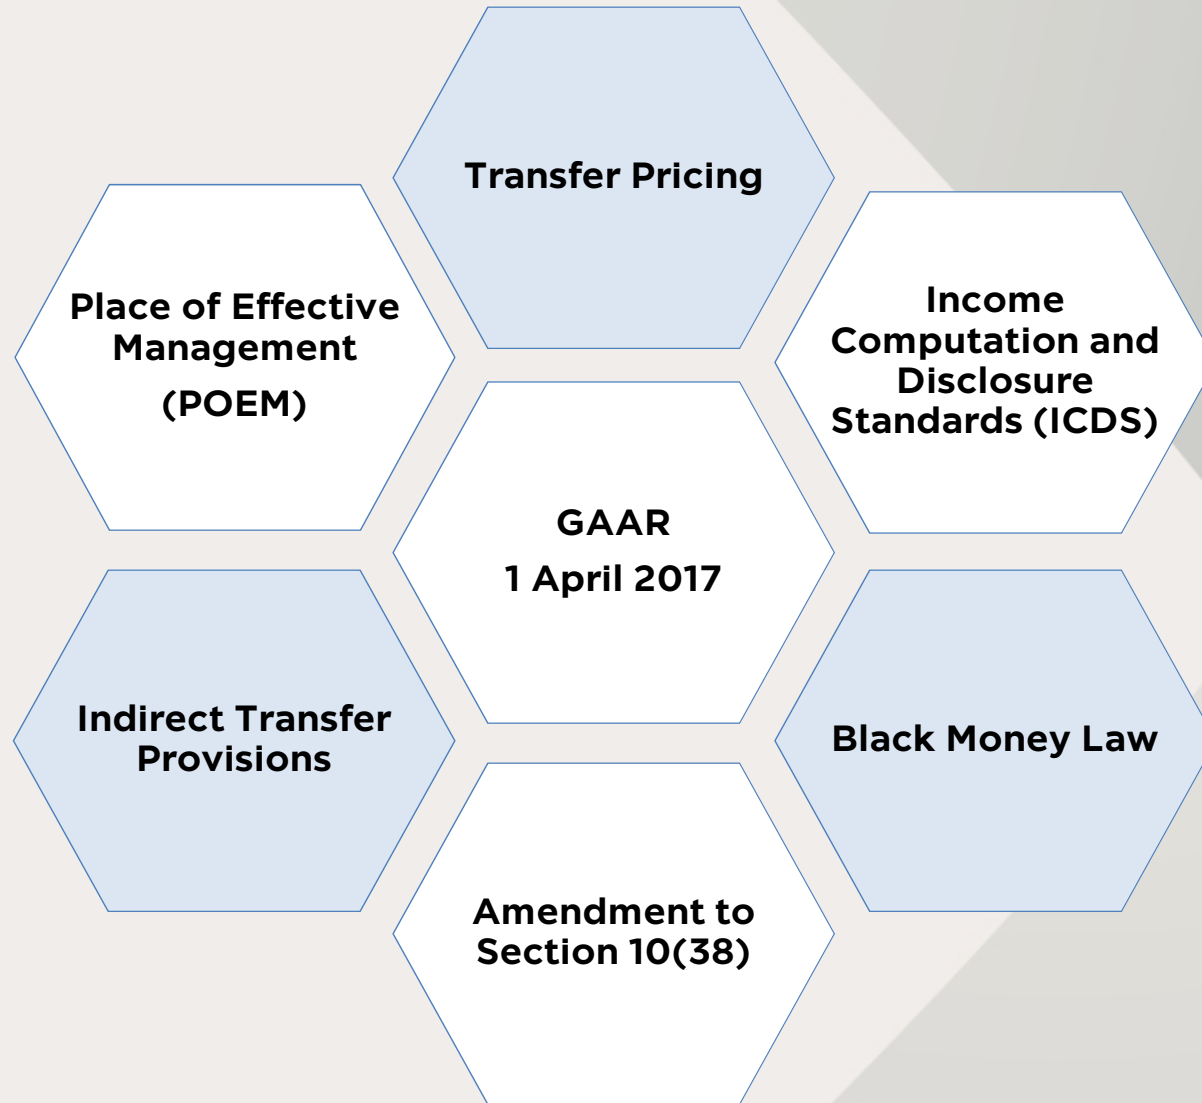 Transfer Pricing
Place of Effective
Management
(POEM)
Income
Computation and
Disclosure
Standards (ICDS)
GAAR
1 April 2017
Indirect Transfer
Provisions
Black Money Law
Amendment to
Section 10(38)